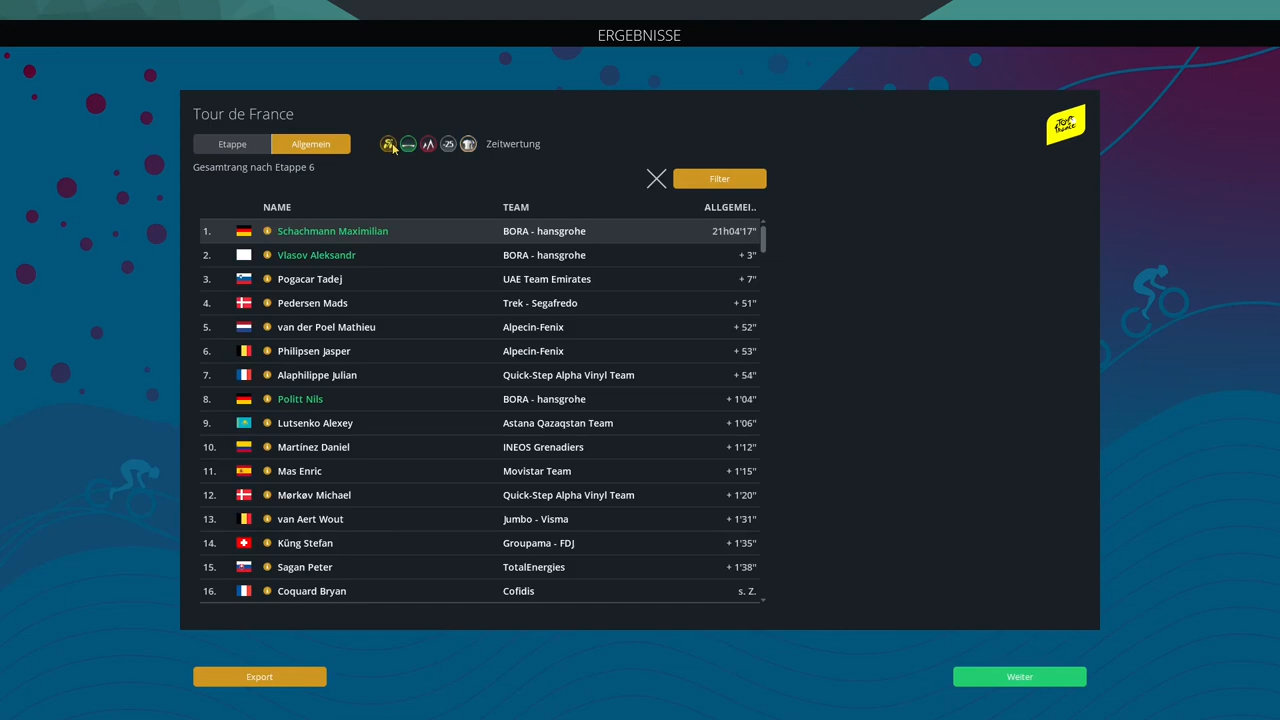 ERGEBNISSE
Tour de France
Etappe Allgemein -25 Zeitwertung
Gesamtrang nach Etappe 6
Filter
NAME TEAM ALLGEMEI..
1. Schachmann Maximilian BORA - hansgrohe 21h04'17"
2. Vlasov Aleksandr BORA - hansgrohe + 3"
3. Pogacar Tadej UAE Team Emirates + 7"
4. Pedersen Mads Trek - Segafredo + 51"
5. van der Poel Mathieu Alpecin-Fenix + 52"
6. Philipsen Jasper Alpecin-Fenix + 53"
7. Alaphilippe Julian Quick-Step Alpha Vinyl Team + 54"
8. Politt Nils BORA - hansgrohe + 1'04"
9. Lutsenko Alexey Astana Qazaqstan Team + 1'06"
10. Martínez Daniel INEOS Grenadiers + 1'12"
11. Mas Enric Movistar Team + 1'15"
12. Mørkøv Michael Quick-Step Alpha Vinyl Team + 1'20"
13. van Aert Wout Jumbo - Visma + 1'31"
14. Küng Stefan Groupama - FDJ + 1'35"
15. Sagan Peter TotalEnergies + 1'38"
16. Coquard Bryan Cofidis s. Z.
Export Weiter